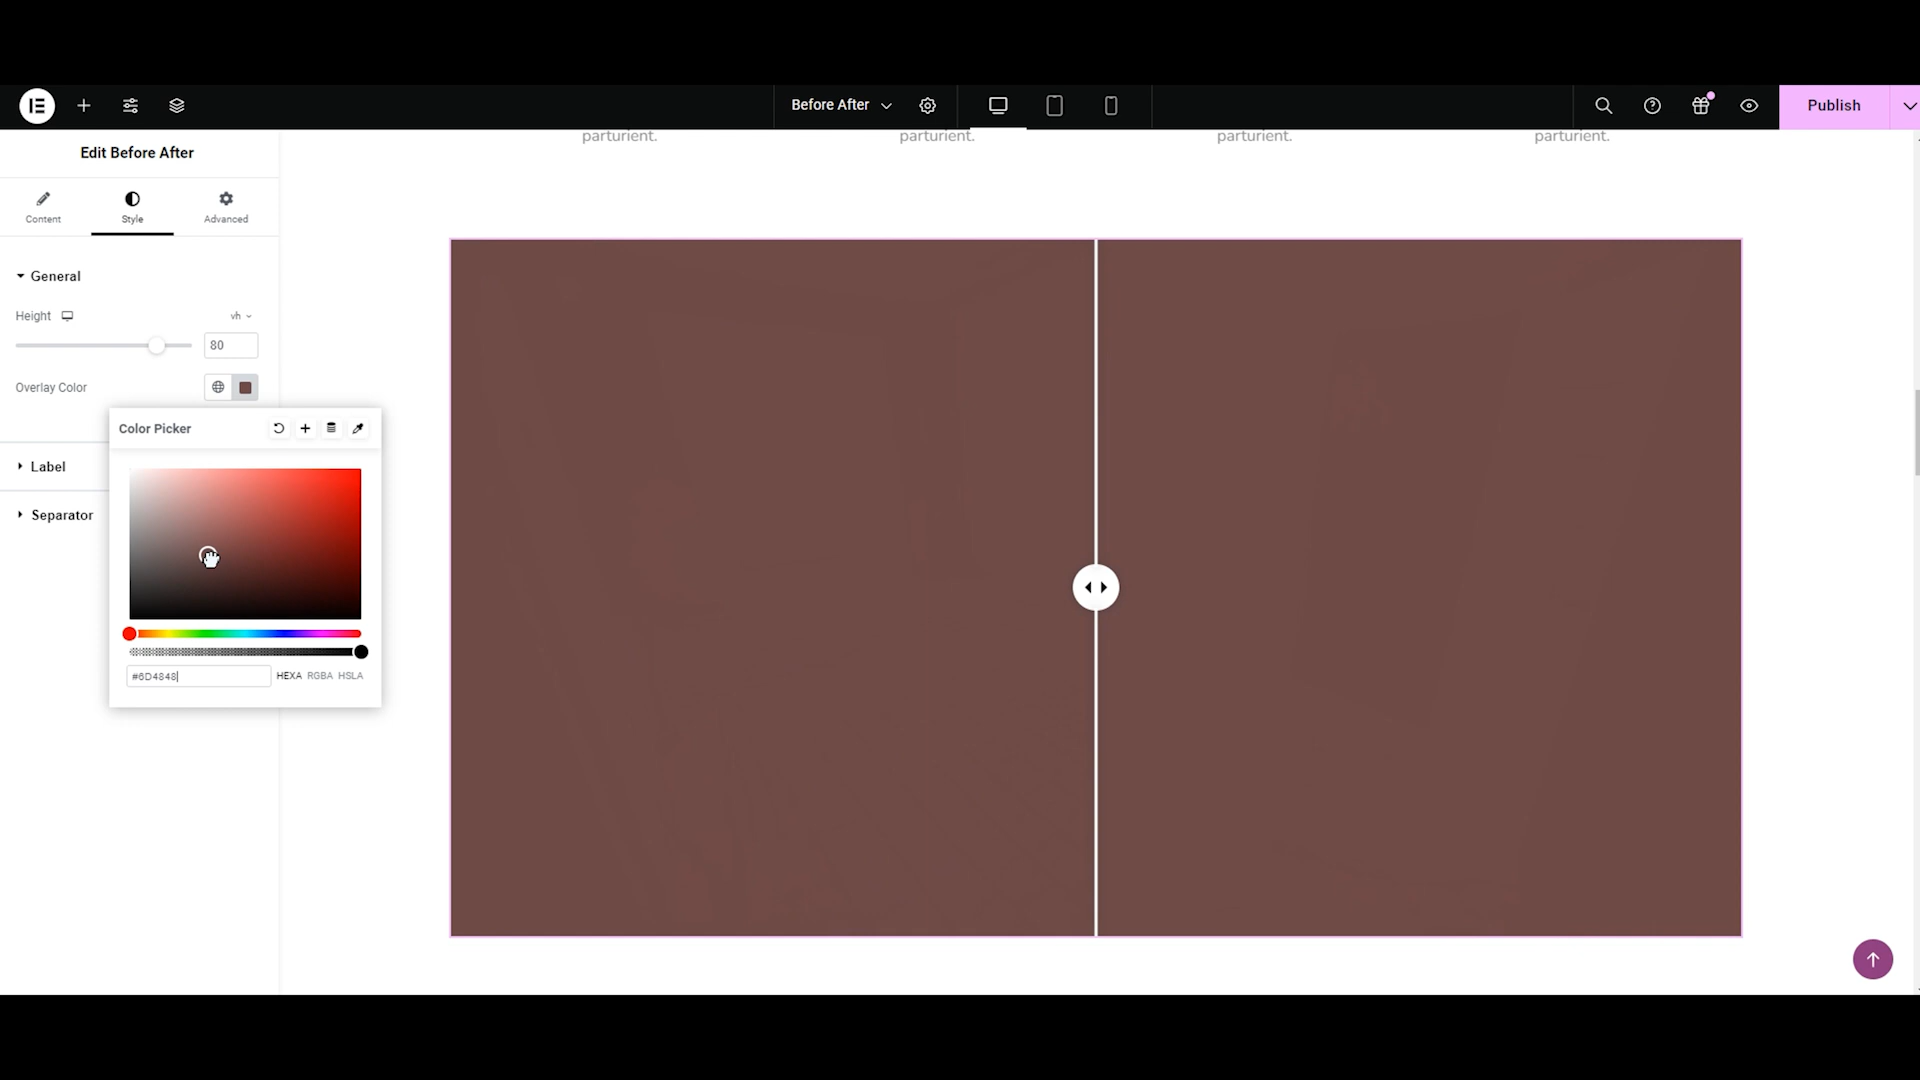 Before After
Publish
Edit Before After
parturient.
parturient.
parturient.
parturient.
Content
Style
Advanced
General
Height
vh
80
Overlay Color
Color Picker
Label
Separator
#6D4848
HEXA RGBA HSLA